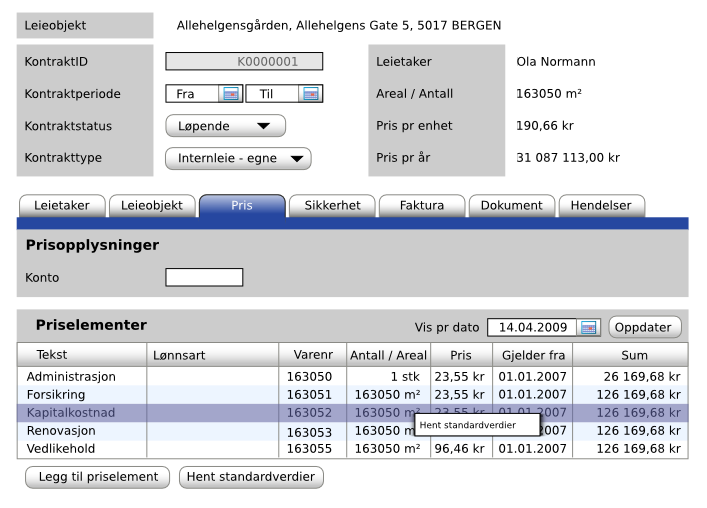 Leieobjekt Allehelgensgården, Allehelgens Gate 5, 5017 BERGEN
KontraktID K0000001 Leietaker Ola Normann
Kontraktperiode Fra Til Areal / Antall 163050 m²
Kontraktstatus Løpende Pris pr enhet 190,66 kr
Kontrakttype Internleie - egne Pris pr år 31 087 113,00 kr
Leietaker Leieobjekt Pris Sikkerhet Faktura Dokument Hendelser
Prisopplysninger
Konto
Priselementer Vis pr dato 14.04.2009 Oppdater
Tekst Lønnsart Varenr Antall / Areal Pris Gjelder fra Sum
Administrasjon 163050 1 stk 23,55 kr 01.01.2007 26 169,68 kr
Forsikring 163051 163050 m² 23,55 kr 01.01.2007 126 169,68 kr
Kapitalkostnad 163052 163050 m² 23,55 kr 01.01.2007 126 169,68 kr
Hent standardverdier
Renovasjon 163053 163050 m 2007 126 169,68 kr
Vedlikehold 163055 163050 m² 96,46 kr 01.01.2007 126 169,68 kr
Legg til priselement Hent standardverdier